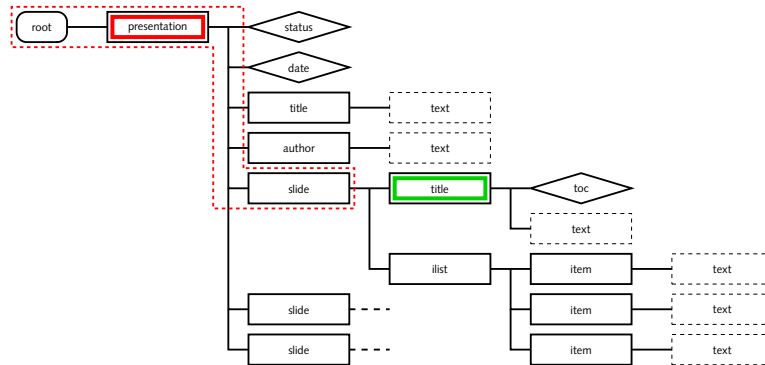 root
presentation
status
date
title
text
author
text
slide
title
toc
text
ilist
item
text
slide
item
text
slide
item
text